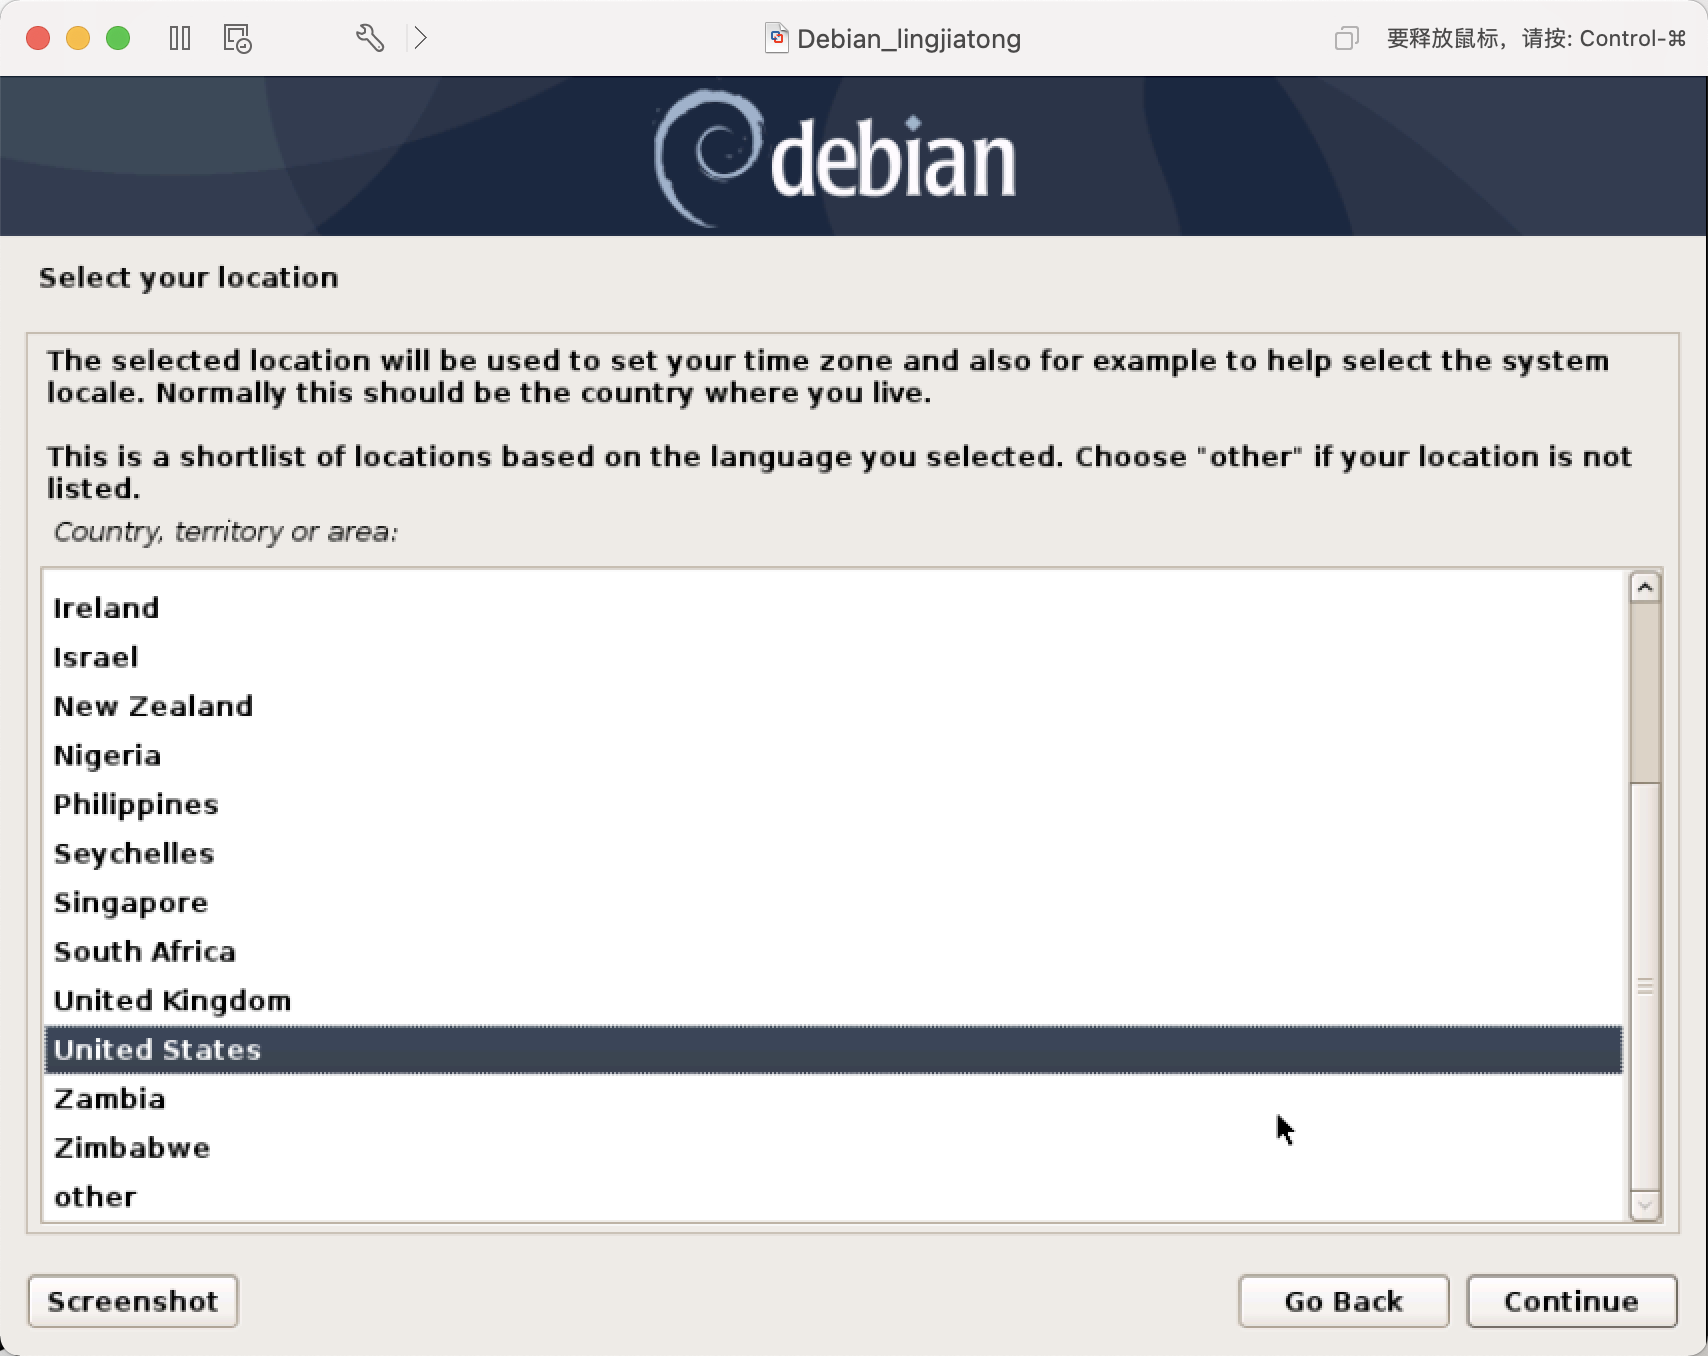 Debian_lingjiatong
要释放鼠标，请按: Control-⌘
debian
Select your location
The selected location will be used to set your time zone and also for example to help select the system
locale. Normally this should be the country where you live.
This is a shortlist of locations based on the language you selected. Choose "other" if your location is not
listed.
Country, territory or area:
Ireland
Israel
New Zealand
Nigeria
Philippines
Seychelles
Singapore
South Africa
United Kingdom
United States
Zambia
Zimbabwe
other
Screenshot
Go Back
Continue